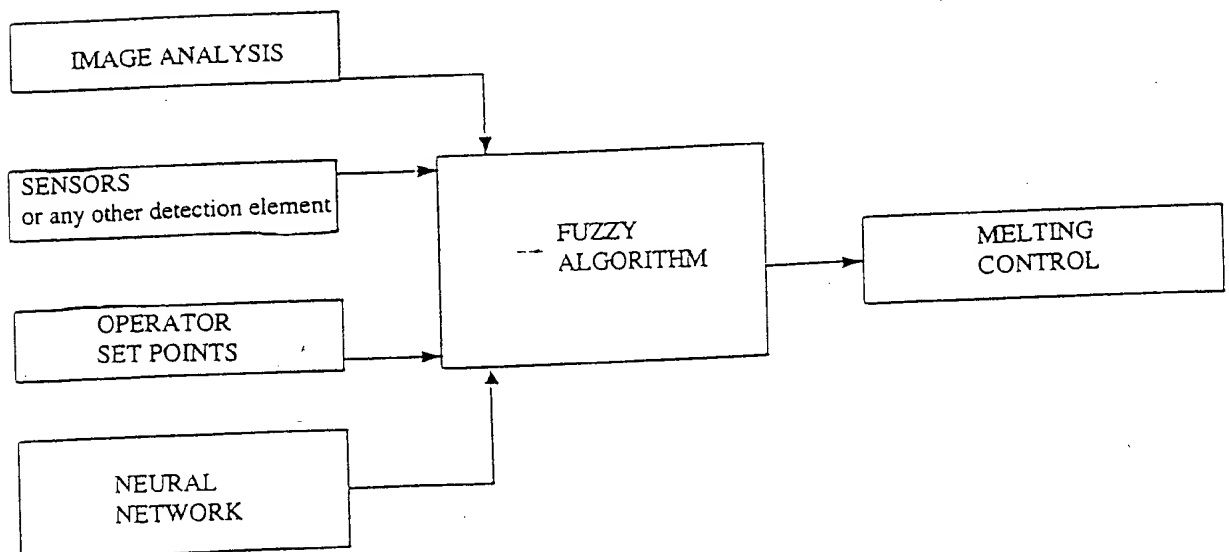 IMAGE ANALYSIS
SENSORS
or any other detection element
OPERATOR
SET POINTS
NEURAL
NETWORK
FUZZY
ALGORITHM
MELTING
CONTROL